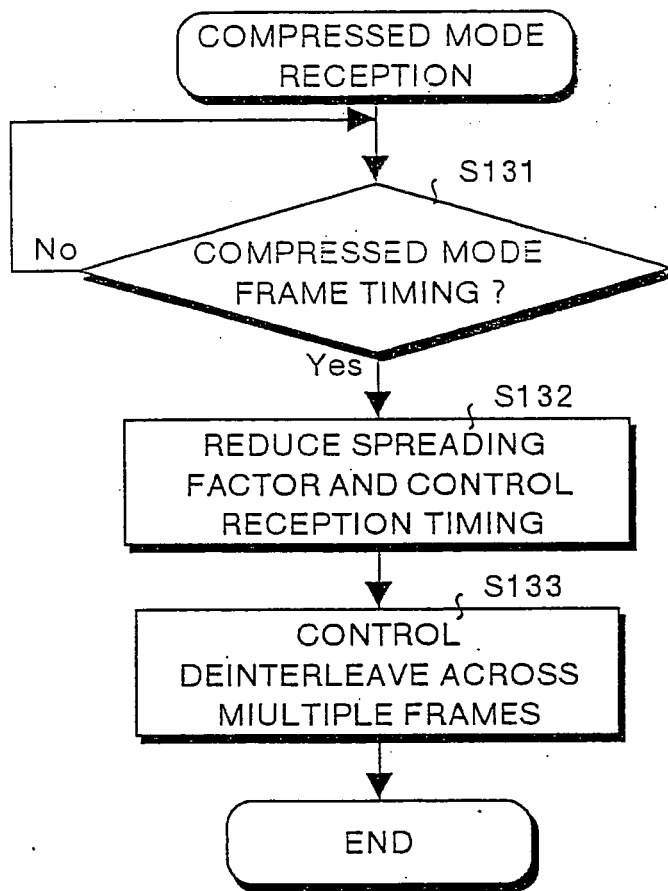 COMPRESSED MODE
RECEPTION
S131
No
COMPRESSED MODE
FRAME TIMING ?
Yes
S132
REDUCE SPREADING
FACTOR AND CONTROL
RECEPTION TIMING
S133
CONTROL
DEINTERLEAVE ACROSS
MIULTIPLE FRAMES
END